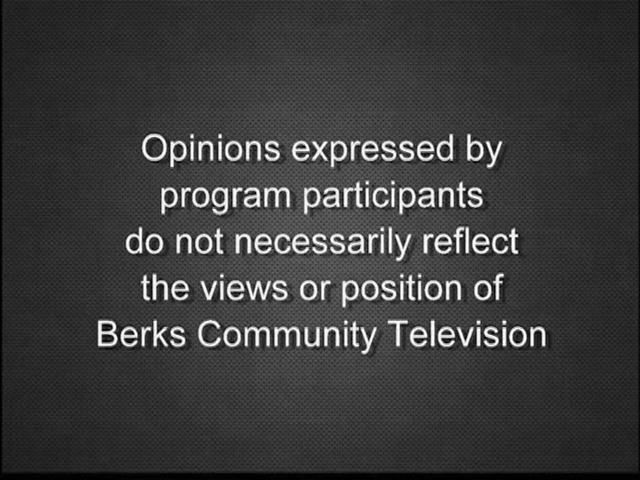 Opinions expressed by
program participants
do not necessarily reflect
the views or position of
Berks Community Television